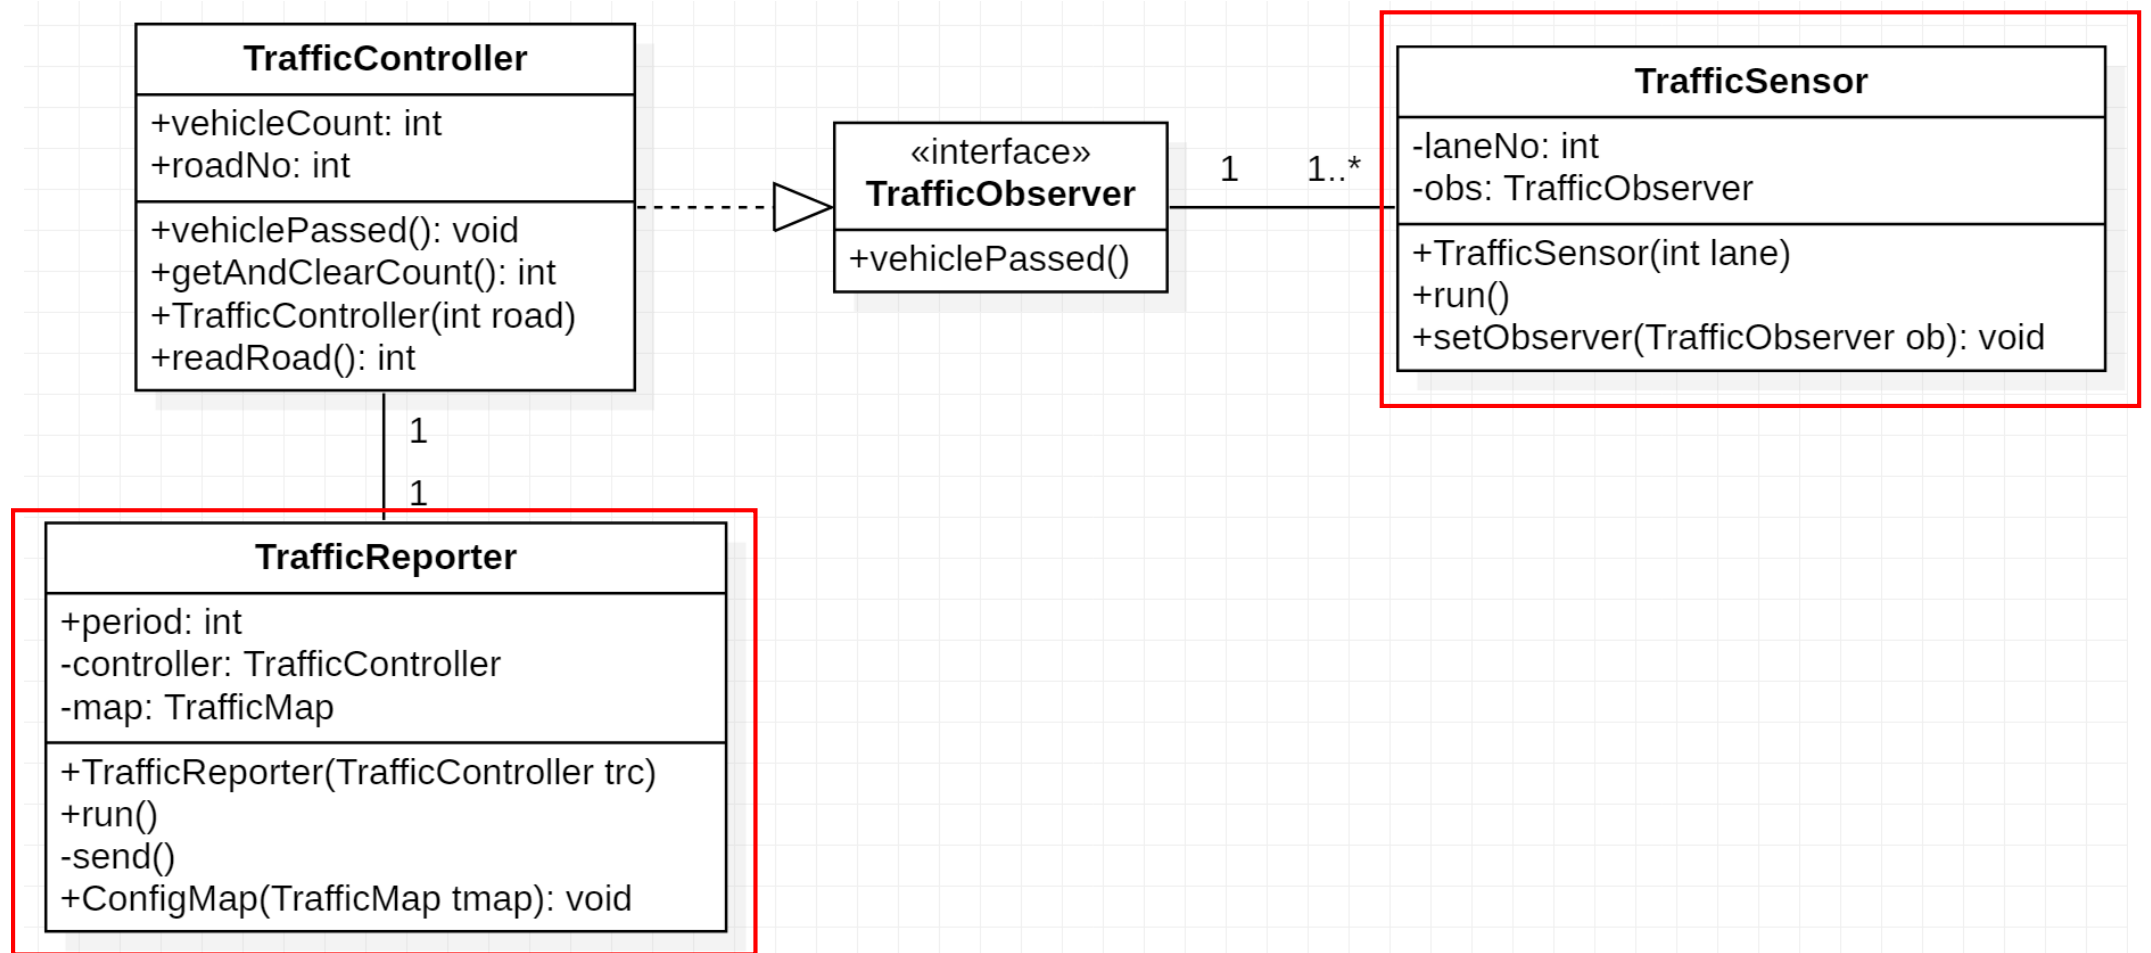 TrafficController
+vehicleCount: int
+roadNo: int
+vehiclePassed(): void
+getAndClearCount(): int
+TrafficController(int road)
+readRoad(): int
«interface»
TrafficObserver
+vehiclePassed()
1
1..*
TrafficSensor
-laneNo: int
-obs: TrafficObserver
+TrafficSensor(int lane)
+run()
+setObserver(TrafficObserver ob): void
1
1
TrafficReporter
+period: int
-controller: TrafficController
-map: TrafficMap
+TrafficReporter(TrafficController trc)
+run()
-send()
+ConfigMap(TrafficMap tmap): void